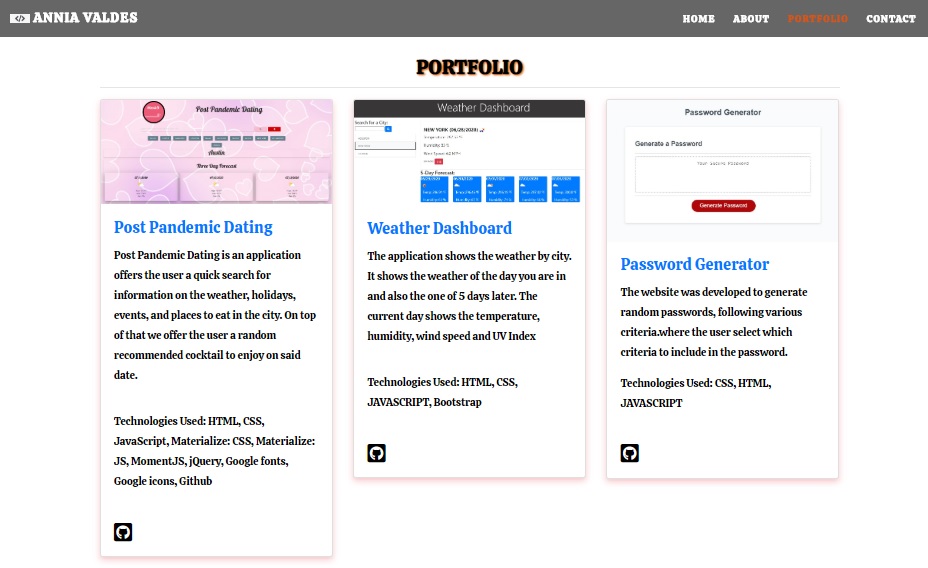 ANNIA VALDES
HOME ABOUT PORTFOLIO CONTACT
PORTFOLIO
Post Pandemic Dating
Austin
Three Day Forecast
Post Pandemic Dating
Post Pandemic Dating is an application
offers the user a quick search for
information on the weather, holidays,
events, and places to eat in the city. On top
of that we offer the user a random
recommended cocktail to enjoy on said
date.
Technologies Used: HTML, CSS,
JavaScript, Materialize: CSS, Materialize:
JS, MomentJS, jQuery, Google fonts,
Google icons, Github
Weather Dashboard
Search for a City:
NEW YORK (06/29/2020)
5-Day Forecast:
Weather Dashboard
The application shows the weather by city.
It shows the weather of the day you are in
and also the one of 5 days later. The
current day shows the temperature,
humidity, wind speed and UV Index
Technologies Used: HTML, CSS,
JAVASCRIPT, Bootstrap
Password Generator
Generate a Password
Your Secure Password
Generate Password
Password Generator
The website was developed to generate
random passwords, following various
criteria.where the user select which
criteria to include in the password.
Technologies Used: CSS, HTML,
JAVASCRIPT